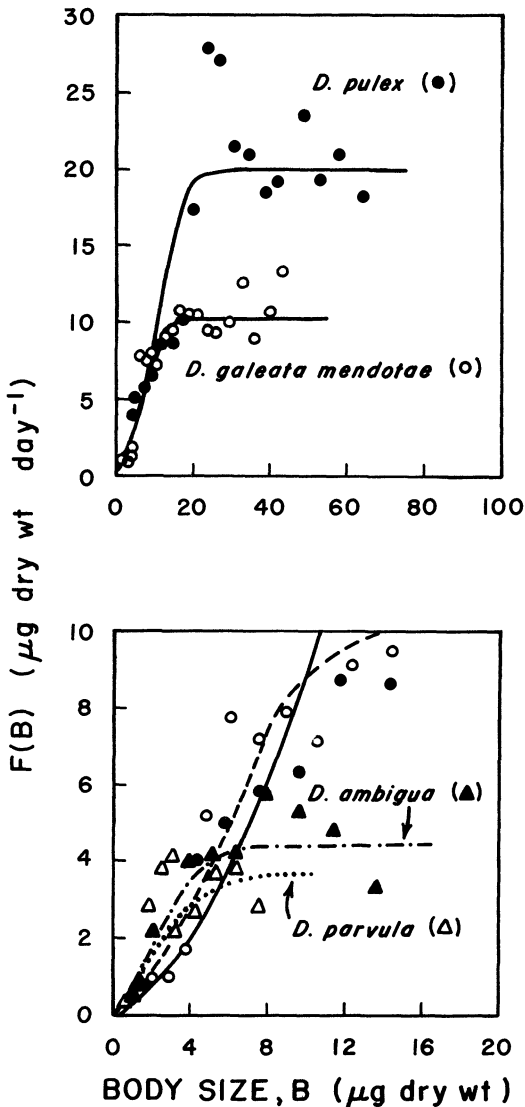 30
25
D. pulex (●)
20
15
10
D. galeata mendotae (○)
5
0
0 20 40 60 80 100
F(B) (μg dry wt day⁻¹)
10
8
6
D. ambigua (▲)
4
D. parvula (△)
2
0
0 4 8 12 16 20
BODY SIZE, B (μg dry wt)